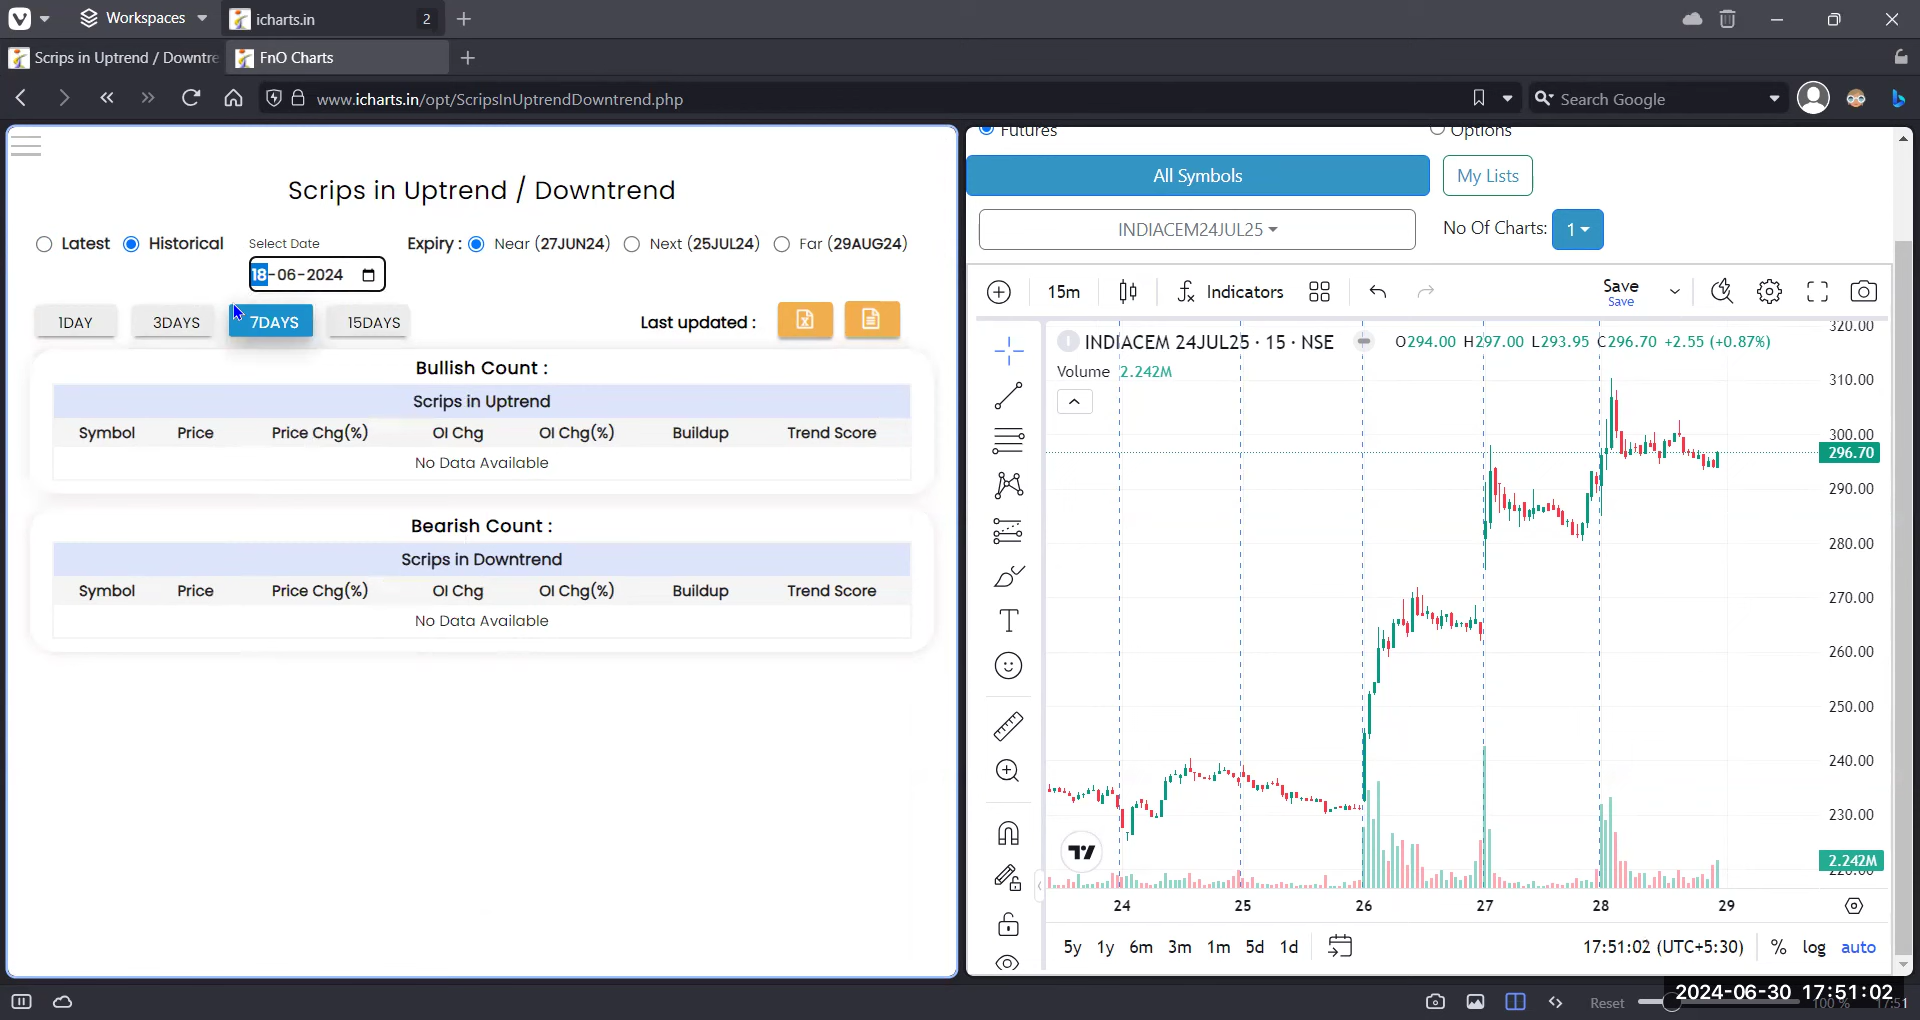 Workspaces
icharts.in
2
Scrips in Uptrend / Downtre
FnO Charts
www.icharts.in/opt/ScripsInUptrendDowntrend.php
Search Google
Scrips in Uptrend / Downtrend
Latest
Historical
Select Date
18-06-2024
Expiry :
Near (27JUN24)
Next (25JUL24)
Far (29AUG24)
1DAY
3DAYS
7DAYS
15DAYS
Last updated :
Bullish Count :
Scrips in Uptrend
Symbol Price Price Chg(%) OI Chg OI Chg(%) Buildup Trend Score
No Data Available
Bearish Count :
Scrips in Downtrend
Symbol Price Price Chg(%) OI Chg OI Chg(%) Buildup Trend Score
No Data Available
Futures
Options
All Symbols
My Lists
INDIACEM24JUL25
No Of Charts:
1
15m
Indicators
Save
Save
I INDIACEM 24JUL25 · 15 · NSE
O294.00 H297.00 L293.95 C296.70 +2.55 (+0.87%)
Volume 2.242M
320.00
310.00
300.00
296.70
290.00
280.00
270.00
260.00
250.00
240.00
230.00
2.242M
24 25 26 27 28 29
5y 1y 6m 3m 1m 5d 1d
17:51:02 (UTC+5:30)
% log auto
Reset
2024-06-30 17:51:02
100 %
17:51